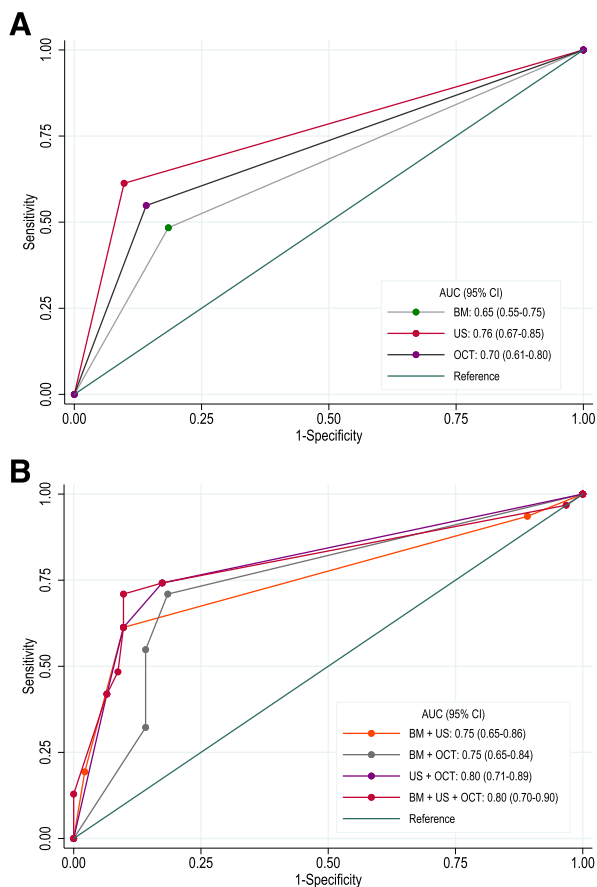 A
1.00
0.75
0.50
0.25
0.00
Sensitivity
AUC (95% CI)
BM: 0.65 (0.55-0.75)
US: 0.76 (0.67-0.85)
OCT: 0.70 (0.61-0.80)
Reference
0.00 0.25 0.50 0.75 1.00
1-Specificity
B
1.00
0.75
0.50
0.25
0.00
Sensitivity
AUC (95% CI)
BM + US: 0.75 (0.65-0.86)
BM + OCT: 0.75 (0.65-0.84)
US + OCT: 0.80 (0.71-0.89)
BM + US + OCT: 0.80 (0.70-0.90)
Reference
0.00 0.25 0.50 0.75 1.00
1-Specificity